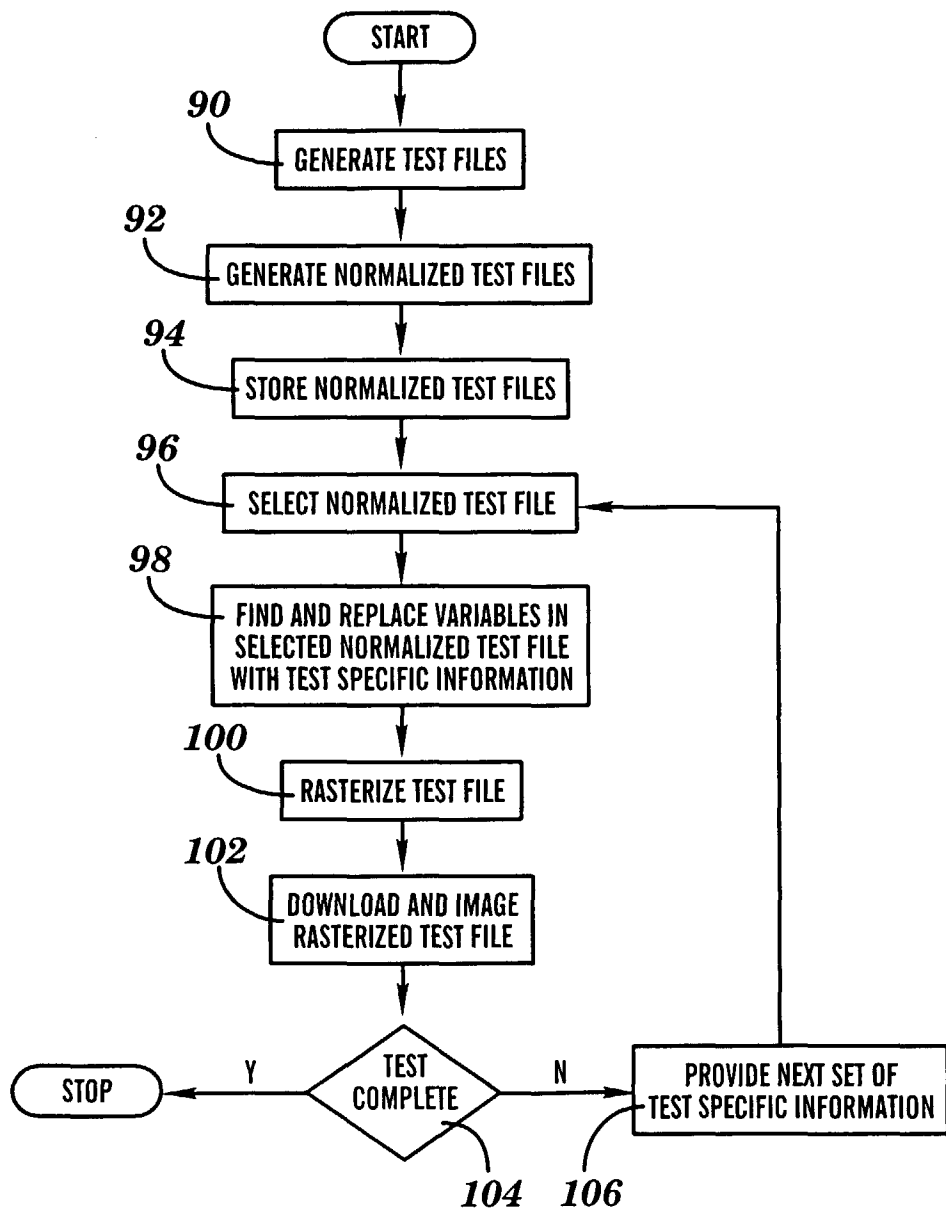 START
90
GENERATE TEST FILES
92
GENERATE NORMALIZED TEST FILES
94
STORE NORMALIZED TEST FILES
96
SELECT NORMALIZED TEST FILE
98
FIND AND REPLACE VARIABLES IN
SELECTED NORMALIZED TEST FILE
WITH TEST SPECIFIC INFORMATION
100
RASTERIZE TEST FILE
102
DOWNLOAD AND IMAGE
RASTERIZED TEST FILE
STOP
Y
TEST
COMPLETE
N
PROVIDE NEXT SET OF
TEST SPECIFIC INFORMATION
104
106